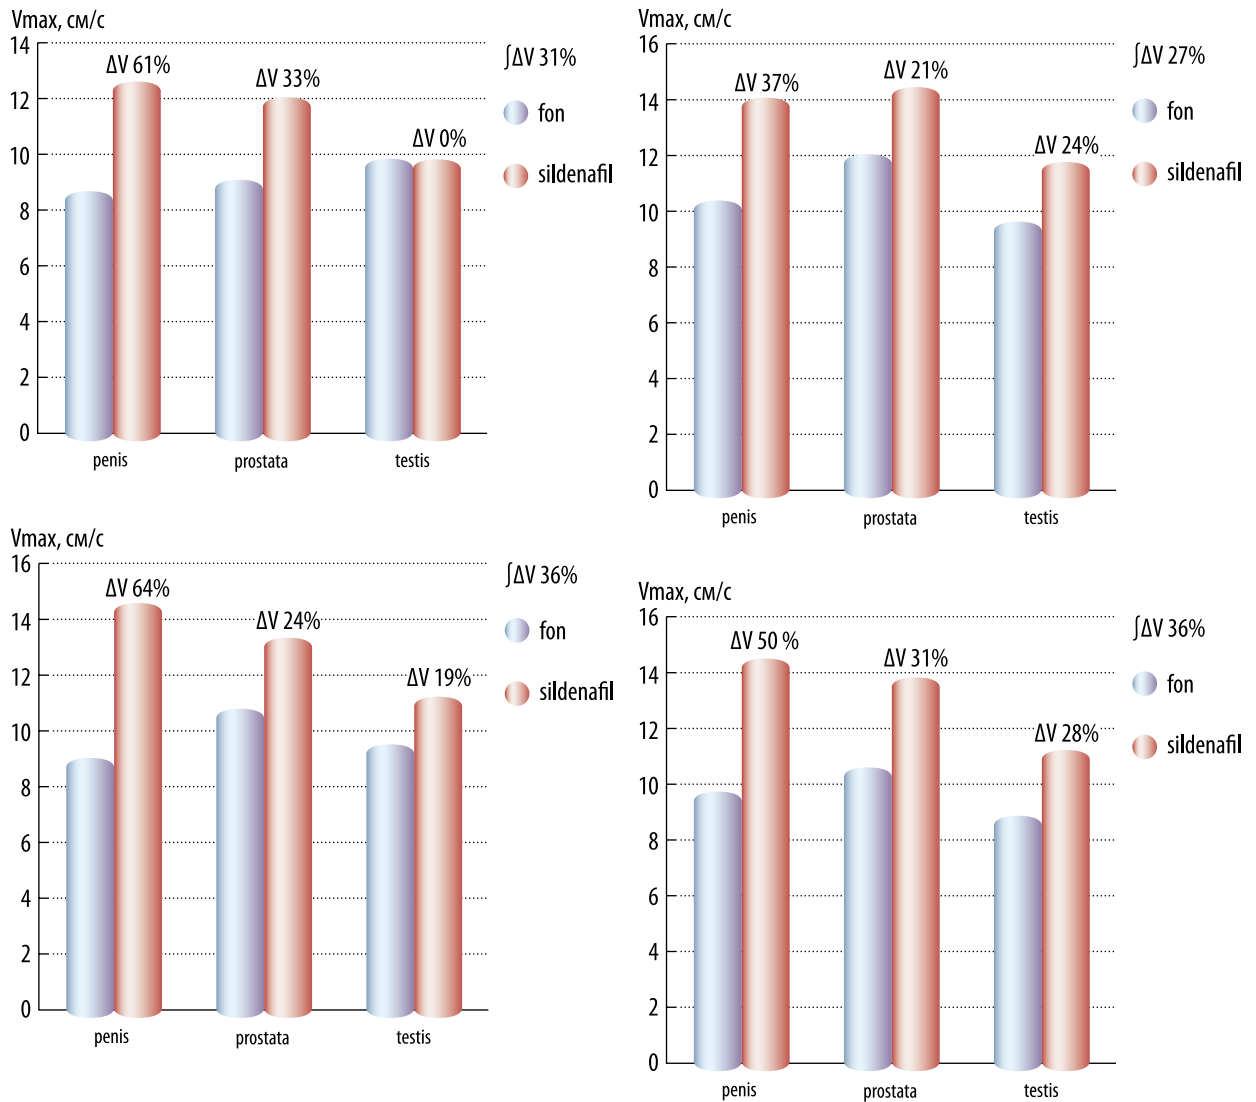 Vmax, см/с
14
12
10
8
6
4
2
0
ΔV 61%
ΔV 33%
ΔV 0%
∫ΔV 31%
fon
sildenafil
penis
prostata
testis
Vmax, см/с
16
14
12
10
8
6
4
2
0
ΔV 37%
ΔV 21%
ΔV 24%
∫ΔV 27%
fon
sildenafil
penis
prostata
testis
Vmax, см/с
16
14
12
10
8
6
4
2
0
ΔV 64%
ΔV 24%
ΔV 19%
∫ΔV 36%
fon
sildenafil
penis
prostata
testis
Vmax, см/с
16
14
12
10
8
6
4
2
0
ΔV 50 %
ΔV 31%
ΔV 28%
∫ΔV 36%
fon
sildenafil
penis
prostata
testis